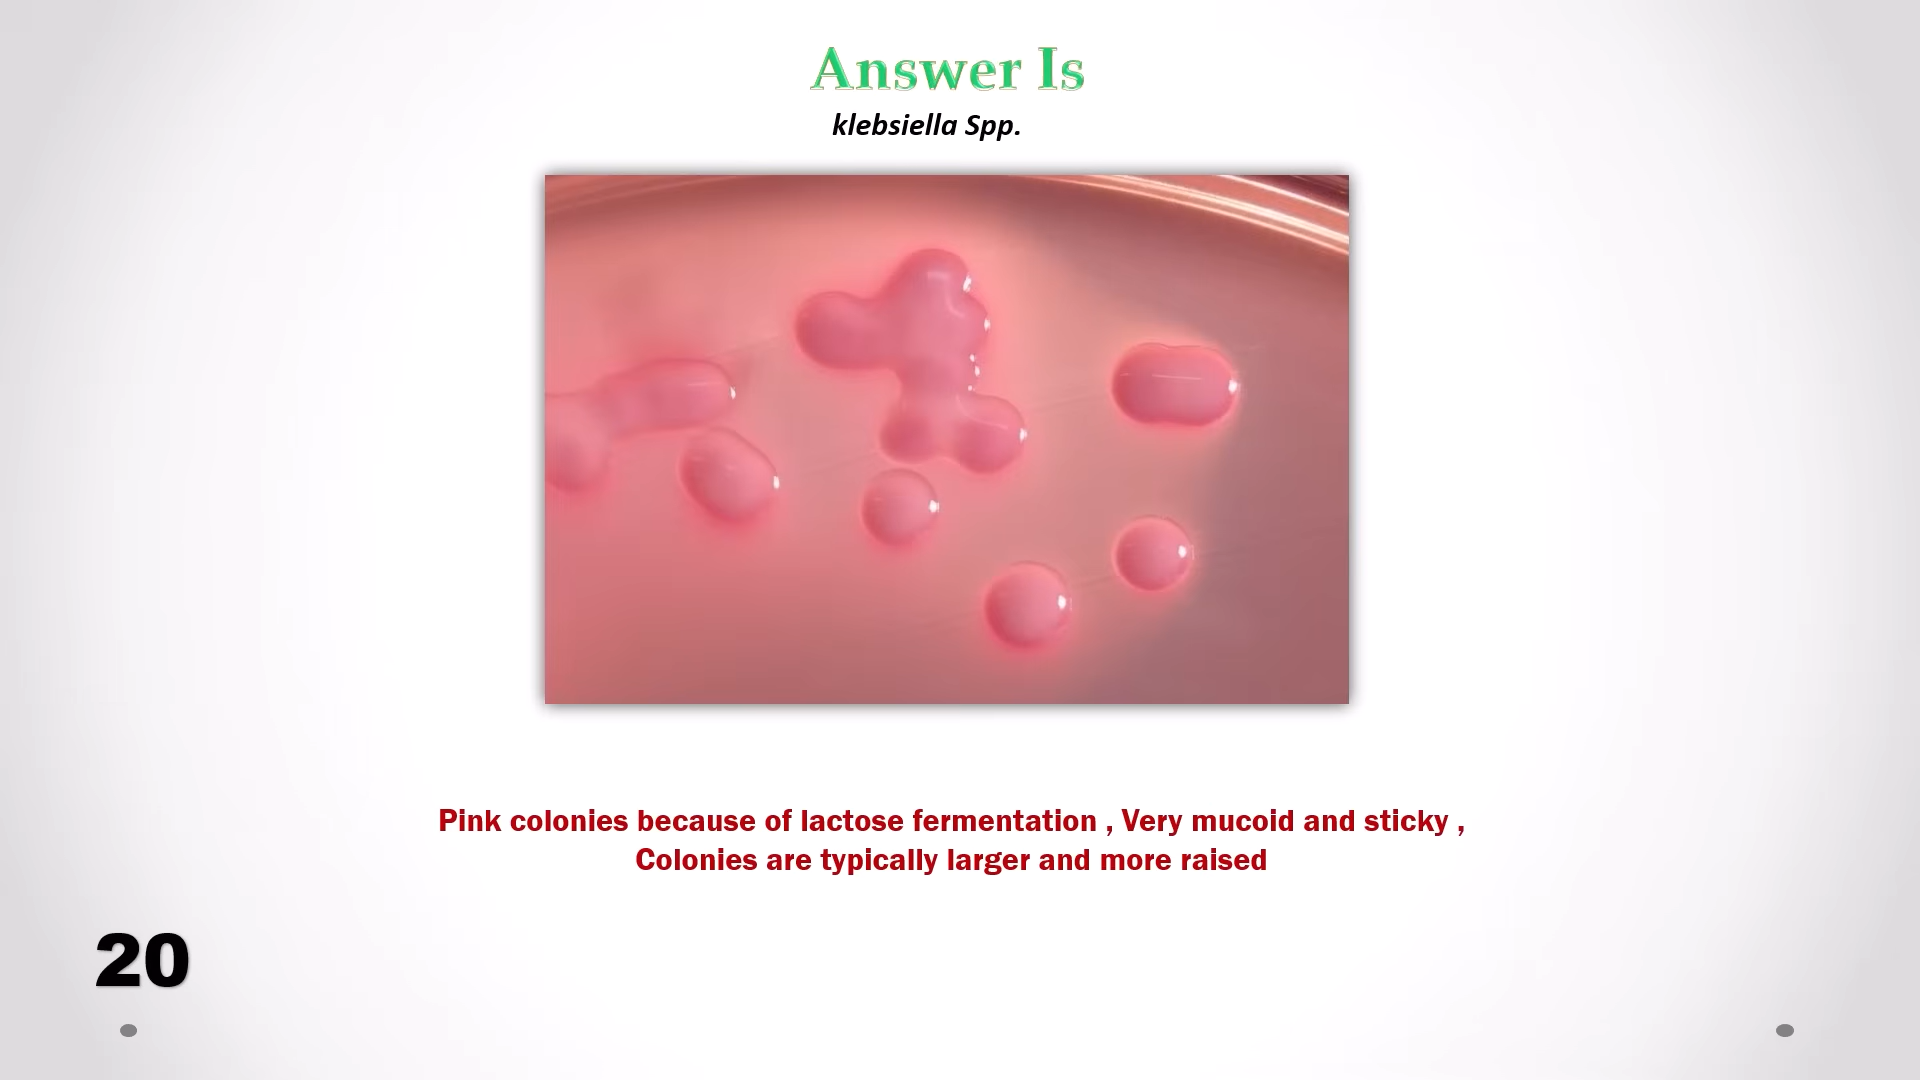 Answer Is
klebsiella Spp.
Pink colonies because of lactose fermentation , Very mucoid and sticky ,
Colonies are typically larger and more raised
20